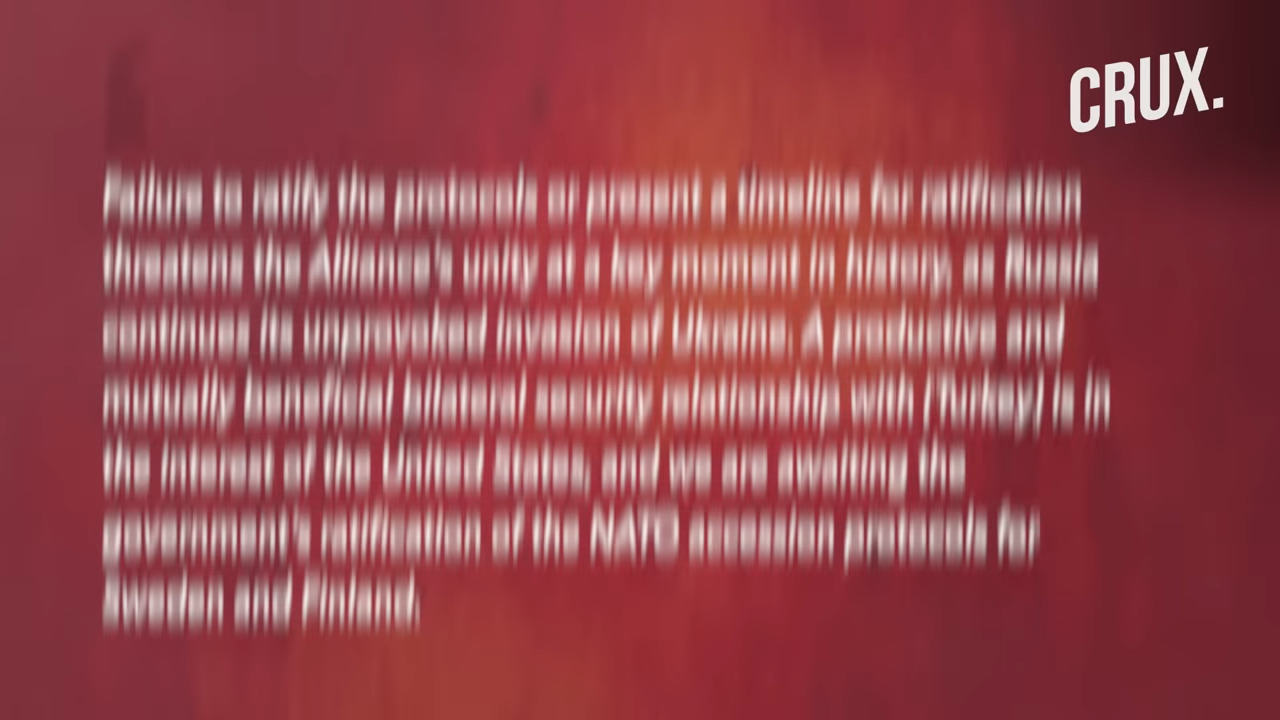 CRUX.
Failure to ratify the protocols or present a timeline for ratification
threatens the Alliance's unity at a key moment in history, as Russia
continues its unprovoked invasion of Ukraine. A productive and
mutually beneficial bilateral security relationship with [Turkey] is in
the interest of the United States, and we are awaiting the
government's ratification of the NATO accession protocols for
Sweden and Finland.